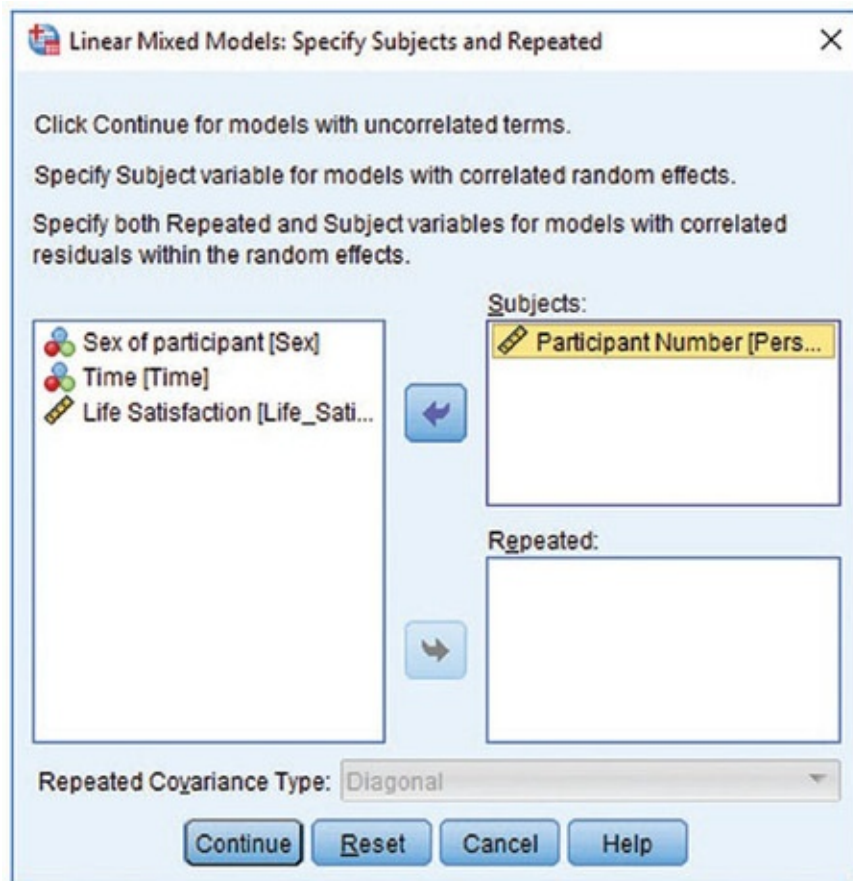 Linear Mixed Models: Specify Subjects and Repeated
Click Continue for models with uncorrelated terms.
Specify Subject variable for models with correlated random effects.
Specify both Repeated and Subject variables for models with correlated
residuals within the random effects.
Subjects:
Sex of participant [Sex]
Time [Time]
Life Satisfaction [Life_Sati...
Participant Number [Pers...
Repeated:
Repeated Covariance Type: Diagonal
Continue Reset Cancel Help